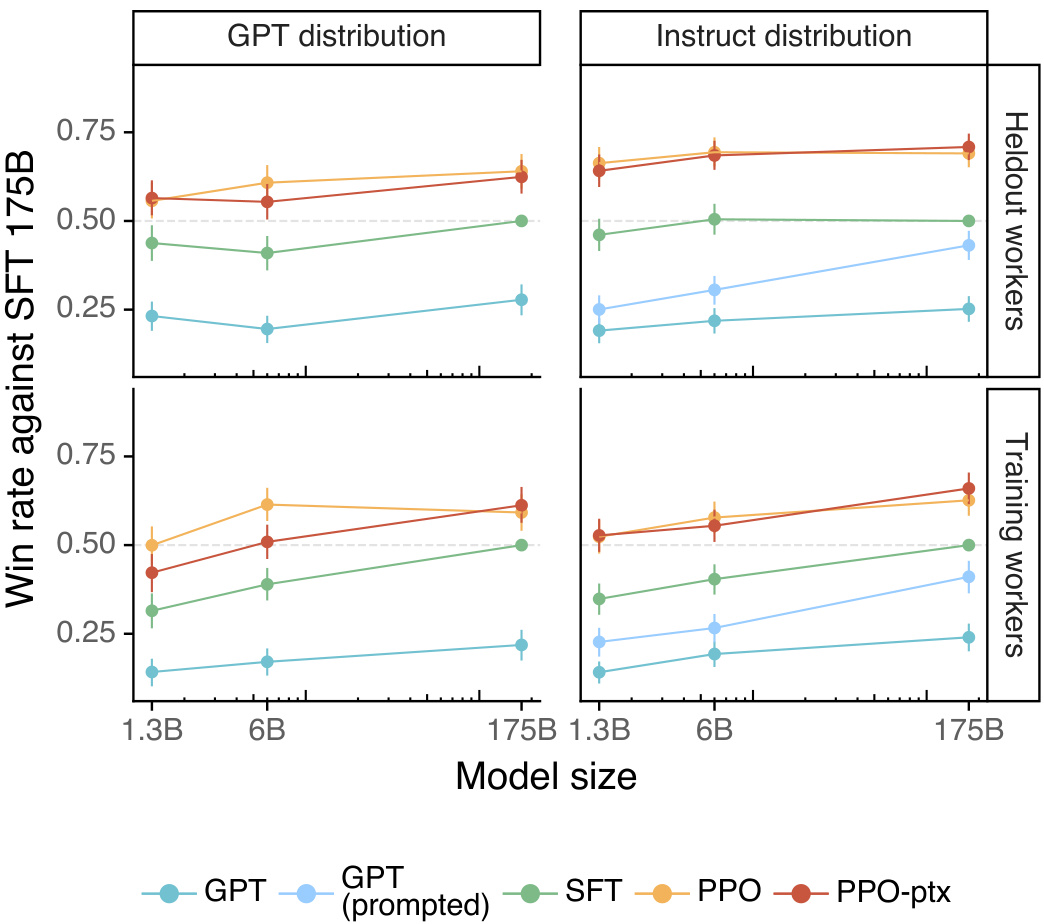 GPT distribution
Instruct distribution
Win rate against SFT 175B
0.75
0.50
0.25
Heldout workers
0.75
0.50
0.25
Training workers
1.3B
6B
175B
1.3B
6B
175B
Model size
GPT
GPT
(prompted)
SFT
PPO
PPO-ptx